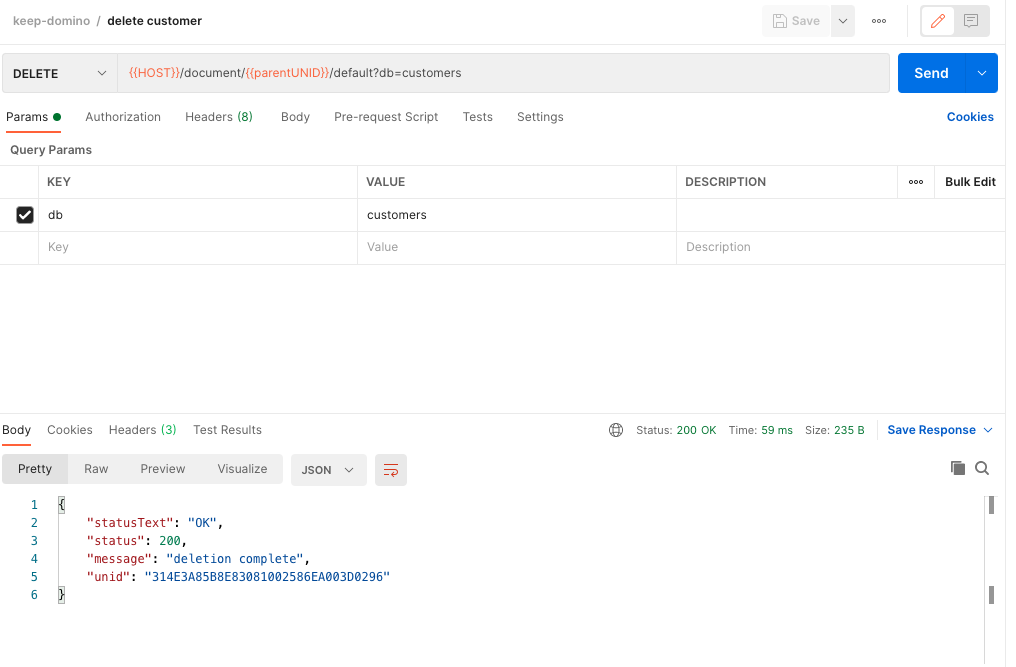 keep-domino / delete customer
Save
DELETE {{HOST}}/document/{{parentUNID}}/default?db=customers Send
Params Authorization Headers (8) Body Pre-request Script Tests Settings Cookies
Query Params
KEY VALUE DESCRIPTION Bulk Edit
db customers
Key Value Description
Body Cookies Headers (3) Test Results Status: 200 OK Time: 59 ms Size: 235 B Save Response
Pretty Raw Preview Visualize JSON
1 {
2 "statusText": "OK",
3 "status": 200,
4 "message": "deletion complete",
5 "unid": "314E3A85B8E83081002586EA003D0296"
6 }